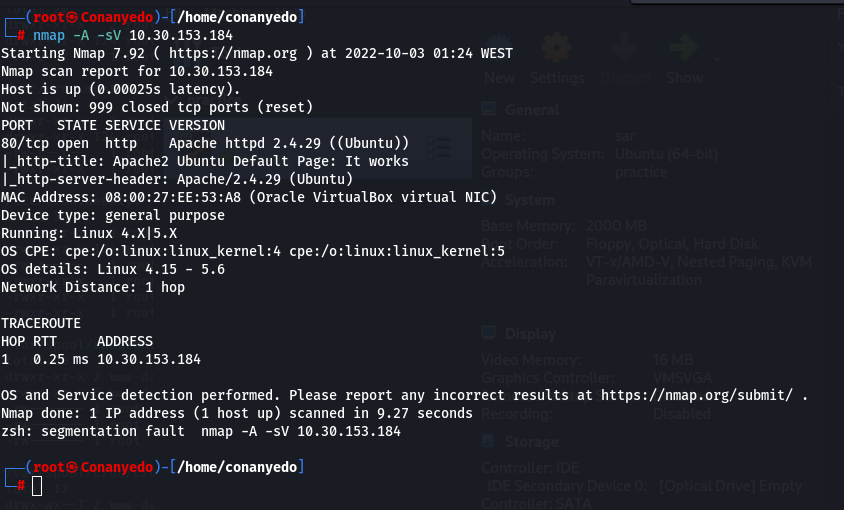 ┌──(root㉿Conanyedo)-[/home/conanyedo]
└─# nmap -A -sV 10.30.153.184
Starting Nmap 7.92 ( https://nmap.org ) at 2022-10-03 01:24 WEST
Nmap scan report for 10.30.153.184
Host is up (0.00025s latency).
Not shown: 999 closed tcp ports (reset)
PORT   STATE SERVICE VERSION
80/tcp open  http    Apache httpd 2.4.29 ((Ubuntu))
|_http-title: Apache2 Ubuntu Default Page: It works
|_http-server-header: Apache/2.4.29 (Ubuntu)
MAC Address: 08:00:27:EE:53:A8 (Oracle VirtualBox virtual NIC)
Device type: general purpose
Running: Linux 4.X|5.X
OS CPE: cpe:/o:linux:linux_kernel:4 cpe:/o:linux:linux_kernel:5
OS details: Linux 4.15 - 5.6
Network Distance: 1 hop
TRACEROUTE
HOP RTT     ADDRESS
1   0.25 ms 10.30.153.184
OS and Service detection performed. Please report any incorrect results at https://nmap.org/submit/ .
Nmap done: 1 IP address (1 host up) scanned in 9.27 seconds
zsh: segmentation fault  nmap -A -sV 10.30.153.184
┌──(root㉿Conanyedo)-[/home/conanyedo]
└─#
New Settings Discard Show
General
Name: sar
Operating System: Ubuntu (64-bit)
Groups: practice
System
Base Memory: 2000 MB
Boot Order: Floppy, Optical, Hard Disk
Acceleration: VT-x/AMD-V, Nested Paging, KVM
Paravirtualization
Display
Video Memory: 16 MB
Graphics Controller: VMSVGA
Recording: Disabled
Storage
Controller: IDE
IDE Secondary Device 0: [Optical Drive] Empty
Controller: SATA